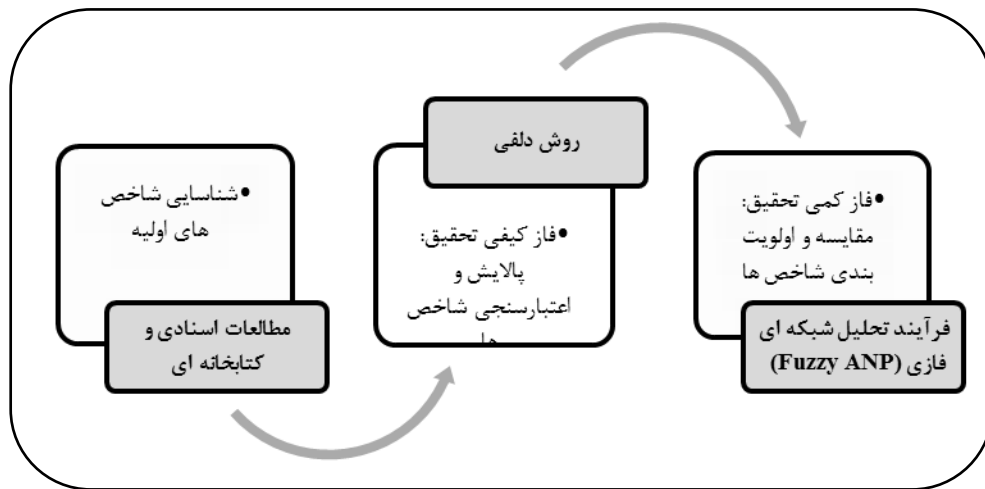 •شناسایی شاخص
های اولیه
مطالعات اسنادی و
کتابخانه ای
روش دلفی
•فاز کیفی تحقیق:
پالایش و
اعتبارسنجی شاخص
ها
•فاز کمی تحقیق:
مقایسه و اولویت
بندی شاخص ها
فرآیند تحلیل شبکه ای
فازی (Fuzzy ANP)